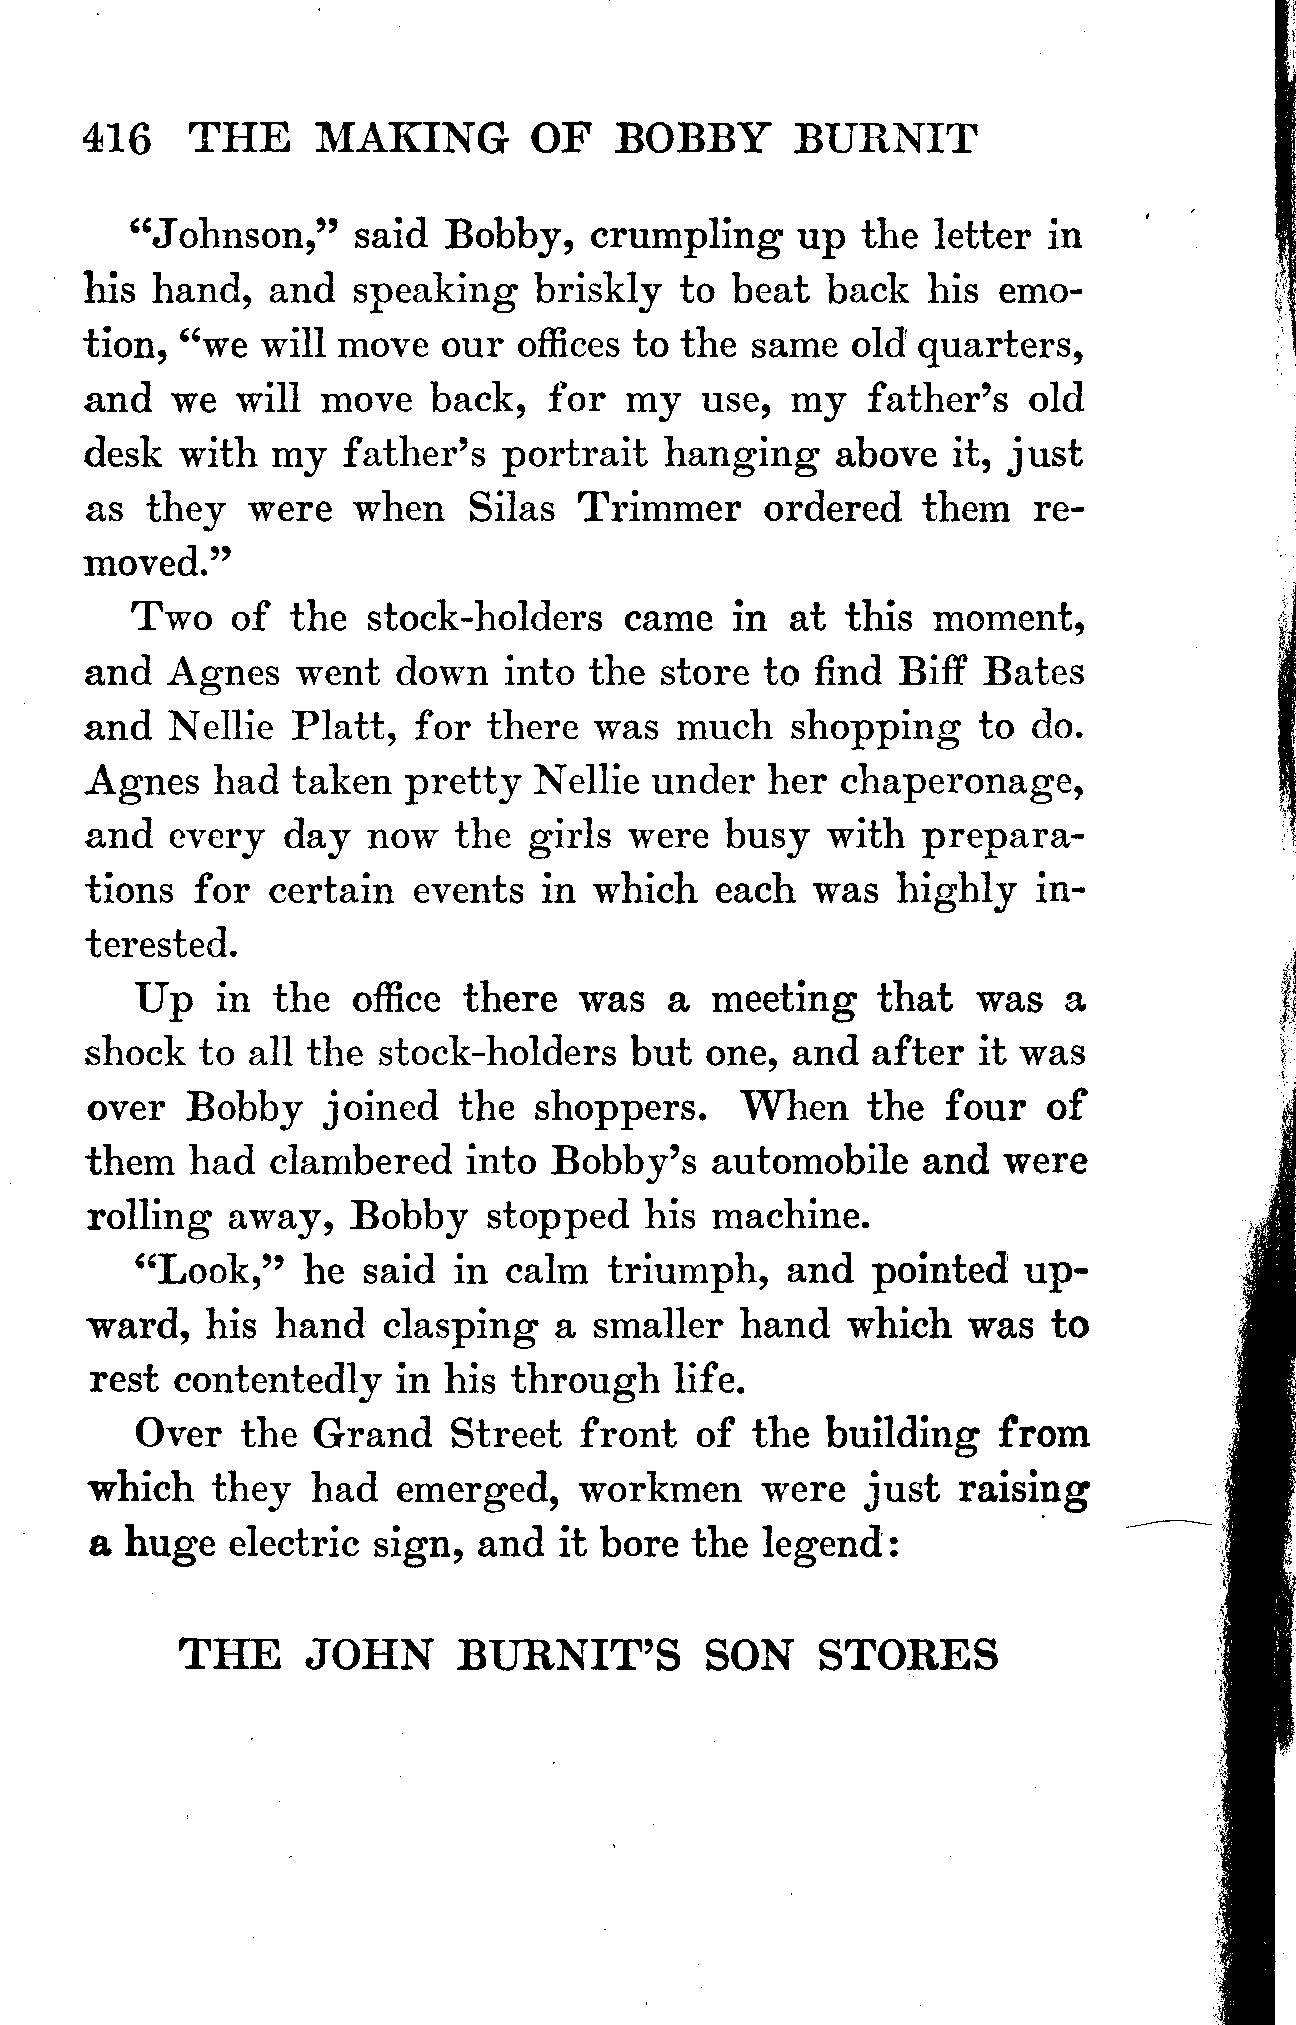 416 THE MAKING OF BOBBY BURNIT
“Johnson,” said Bobby, crumpling up the letter in
his hand, and speaking briskly to beat back his emo-
tion, “we will move our offices to the same old quarters,
and we will move back, for my use, my father’s old
desk with my father’s portrait hanging above it, just
as they were when Silas Trimmer ordered them re-
moved.”
Two of the stock-holders came in at this moment,
and Agnes went down into the store to find Biff Bates
and Nellie Platt, for there was much shopping to do.
Agnes had taken pretty Nellie under her chaperonage,
and every day now the girls were busy with prepara-
tions for certain events in which each was highly in-
terested.
Up in the office there was a meeting that was a
shock to all the stock-holders but one, and after it was
over Bobby joined the shoppers. When the four of
them had clambered into Bobby’s automobile and were
rolling away, Bobby stopped his machine.
“Look,” he said in calm triumph, and pointed up-
ward, his hand clasping a smaller hand which was to
rest contentedly in his through life.
Over the Grand Street front of the building from
which they had emerged, workmen were just raising
a huge electric sign, and it bore the legend:
THE JOHN BURNIT’S SON STORES